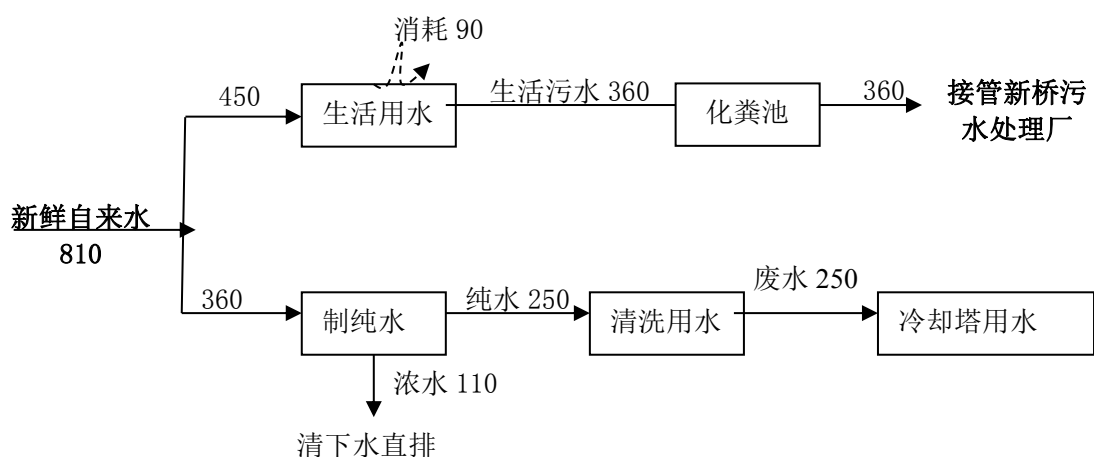 消耗 90
450
生活用水
生活污水 360
化粪池
360
接管新桥污
水处理厂
新鲜自来水
810
360
制纯水
纯水 250
清洗用水
废水 250
冷却塔用水
浓水 110
清下水直排